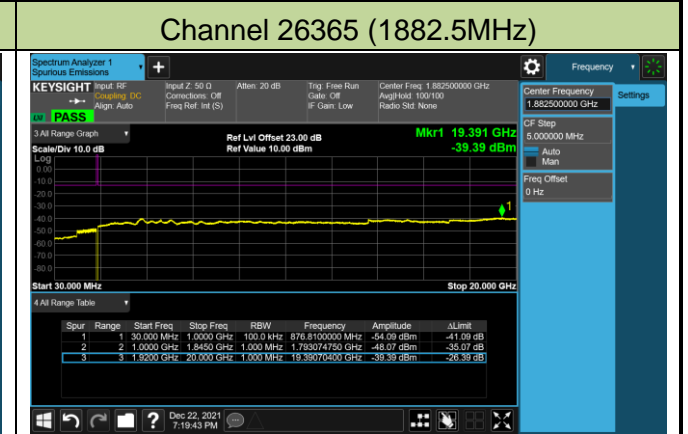 Channel 26365 (1882.5MHz)
Spectrum Analyzer 1
Spurious Emissions
Frequency
KEYSIGHT
Input: RF
Coupling: DC
Align: Auto
Input Z: 50 Ω
Corrections: Off
Freq Ref: Int (S)
Atten: 20 dB
Trig: Free Run
Gate: Off
IF Gain: Low
Center Freq: 1.882500000 GHz
Avg|Hold: 100/100
Radio Std: None
PASS
Center Frequency
1.882500000 GHz
Settings
CF Step
5.000000 MHz
Auto
Man
Freq Offset
0 Hz
3 All Range Graph
Ref Lvl Offset 23.00 dB
Mkr1 19.391 GHz
Scale/Div 10.0 dB
Ref Value 10.00 dBm
-39.39 dBm
Log
0.00
-10.0
-20.0
-30.0
-40.0
-50.0
-60.0
-70.0
-80.0
1
Start 30.000 MHz
Stop 20.000 GHz
4 All Range Table
Spur Range Start Freq Stop Freq RBW Frequency Amplitude ΔLimit
1 1 30.000 MHz 1.0000 GHz 100.0 kHz 876.8100000 MHz -54.09 dBm -41.09 dB
2 2 1.0000 GHz 1.8450 GHz 1.000 MHz 1.793074750 GHz -48.07 dBm -35.07 dB
3 3 1.9200 GHz 20.000 GHz 1.000 MHz 19.39070400 GHz -39.39 dBm -26.39 dB
?
Dec 22, 2021
7:19:43 PM